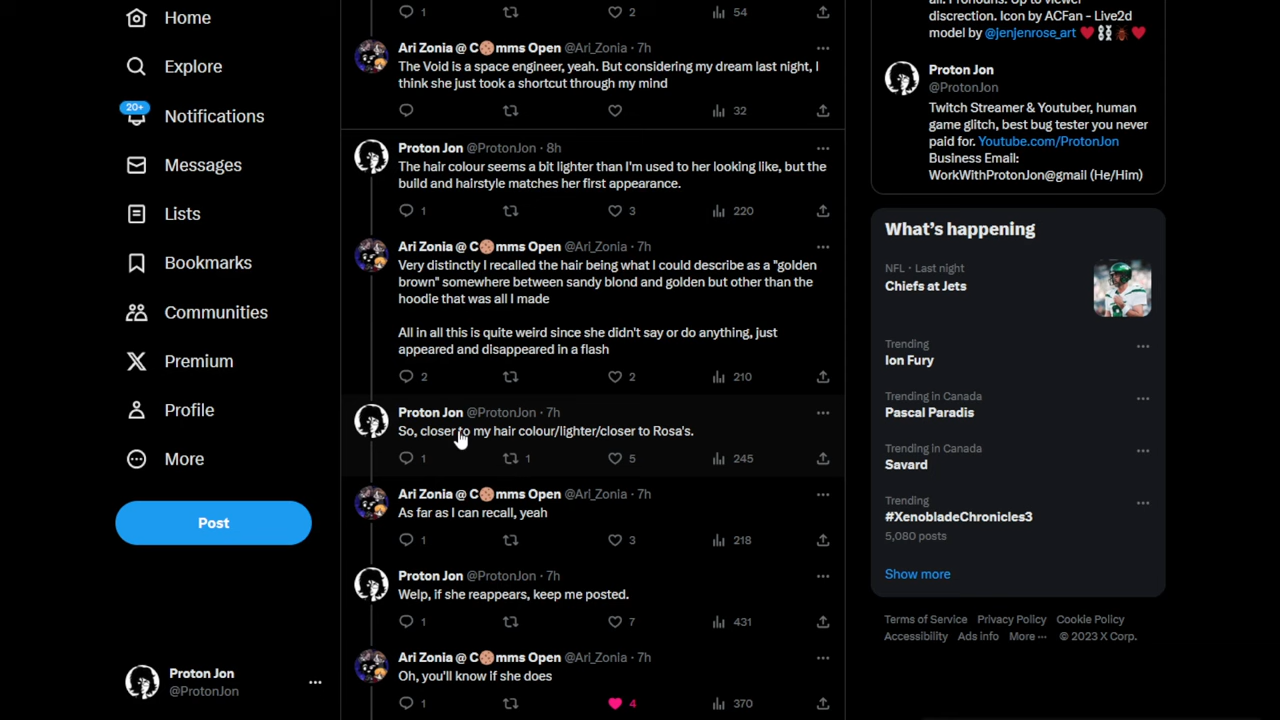 Home
Explore
20+
Notifications
Messages
Lists
Bookmarks
Communities
Premium
Profile
More
Post
Proton Jon
@ProtonJon
1
2
54
Ari Zonia @ C🍪mms Open @Ari_Zonia · 7h
The Void is a space engineer, yeah. But considering my dream last night, I
think she just took a shortcut through my mind
32
Proton Jon @ProtonJon · 8h
The hair colour seems a bit lighter than I'm used to her looking like, but the
build and hairstyle matches her first appearance.
1
3
220
Ari Zonia @ C🍪mms Open @Ari_Zonia · 7h
Very distinctly I recalled the hair being what I could describe as a "golden
brown" somewhere between sandy blond and golden but other than the
hoodie that was all I made
All in all this is quite weird since she didn't say or do anything, just
appeared and disappeared in a flash
2
2
210
Proton Jon @ProtonJon · 7h
So, closer to my hair colour/lighter/closer to Rosa's.
1
1
5
245
Ari Zonia @ C🍪mms Open @Ari_Zonia · 7h
As far as I can recall, yeah
1
3
218
Proton Jon @ProtonJon · 7h
Welp, if she reappears, keep me posted.
1
7
431
Ari Zonia @ C🍪mms Open @Ari_Zonia · 7h
Oh, you'll know if she does
1
4
370
discrection. Icon by ACFan - Live2d
model by @jenjenrose_art ❤️⛓️🐞❤️
Proton Jon
@ProtonJon
Twitch Streamer & Youtuber, human
game glitch, best bug tester you never
paid for. Youtube.com/ProtonJon
Business Email:
WorkWithProtonJon@gmail (He/Him)
What's happening
NFL · Last night
Chiefs at Jets
Trending
Ion Fury
Trending in Canada
Pascal Paradis
Trending in Canada
Savard
Trending
#XenobladeChronicles3
5,080 posts
Show more
Terms of Service Privacy Policy Cookie Policy
Accessibility Ads info More ··· © 2023 X Corp.